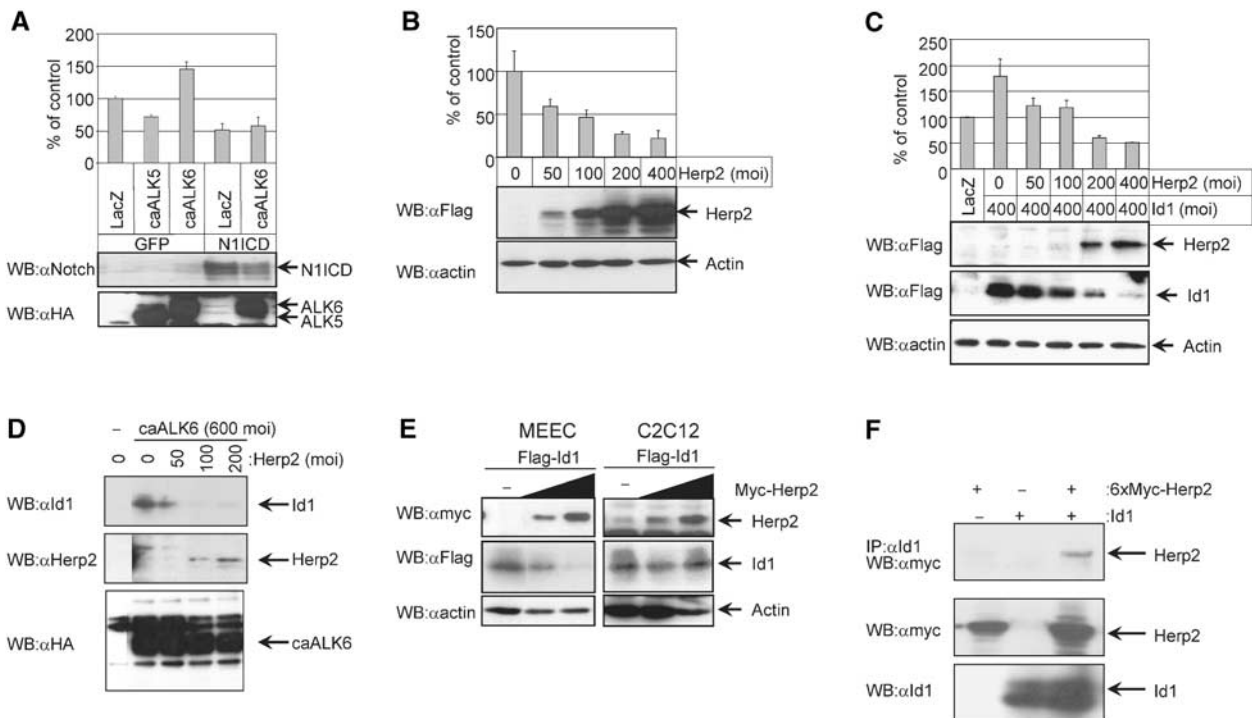 A
% of control
150
100
50
0
LacZ
caALK5
caALK6
LacZ
caALK6
GFP
N1ICD
WB:αNotch
N1ICD
WB:αHA
ALK6
ALK5
B
% of control
150
100
50
0
0 50 100 200 400 Herp2 (moi)
WB:αFlag
Herp2
WB:αactin
Actin
C
% of control
250
200
150
100
50
0
LacZ
0 50 100 200 400 Herp2 (moi)
400 400 400 400 400 Id1 (moi)
WB:αFlag
Herp2
WB:αFlag
Id1
WB:αactin
Actin
D
– caALK6 (600 moi)
0 0 50 100 200 :Herp2 (moi)
WB:αId1
Id1
WB:αHerp2
Herp2
WB:αHA
caALK6
E
MEEC C2C12
Flag-Id1 Flag-Id1
– – Myc-Herp2
WB:αmyc
Herp2
WB:αFlag
Id1
WB:αactin
Actin
F
+ – + :6xMyc-Herp2
– + + :Id1
IP:αId1
WB:αmyc
Herp2
WB:αmyc
Herp2
WB:αId1
Id1